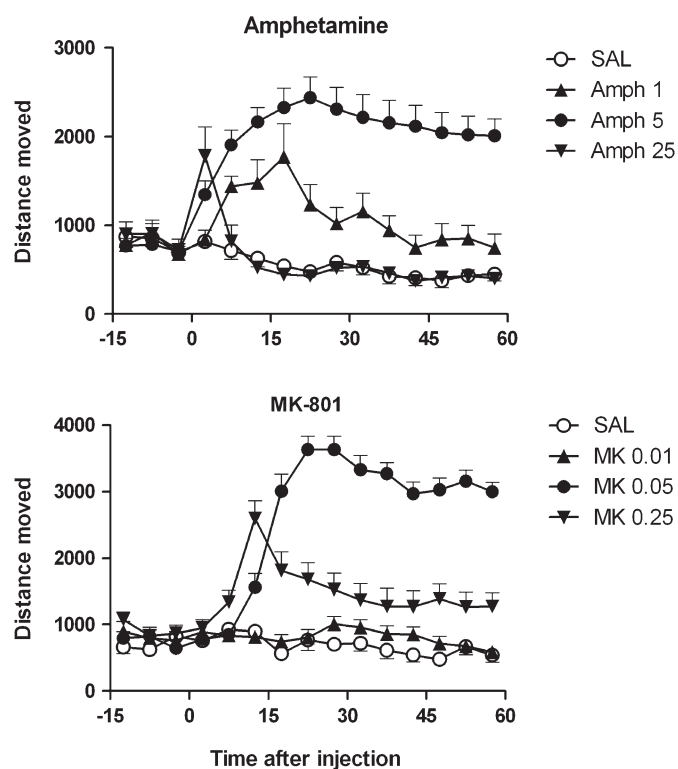 Amphetamine
3000
2000
1000
0
Distance moved
-15 0 15 30 45 60
SAL
Amph 1
Amph 5
Amph 25
MK-801
4000
3000
2000
1000
0
Distance moved
-15 0 15 30 45 60
Time after injection
SAL
MK 0.01
MK 0.05
MK 0.25